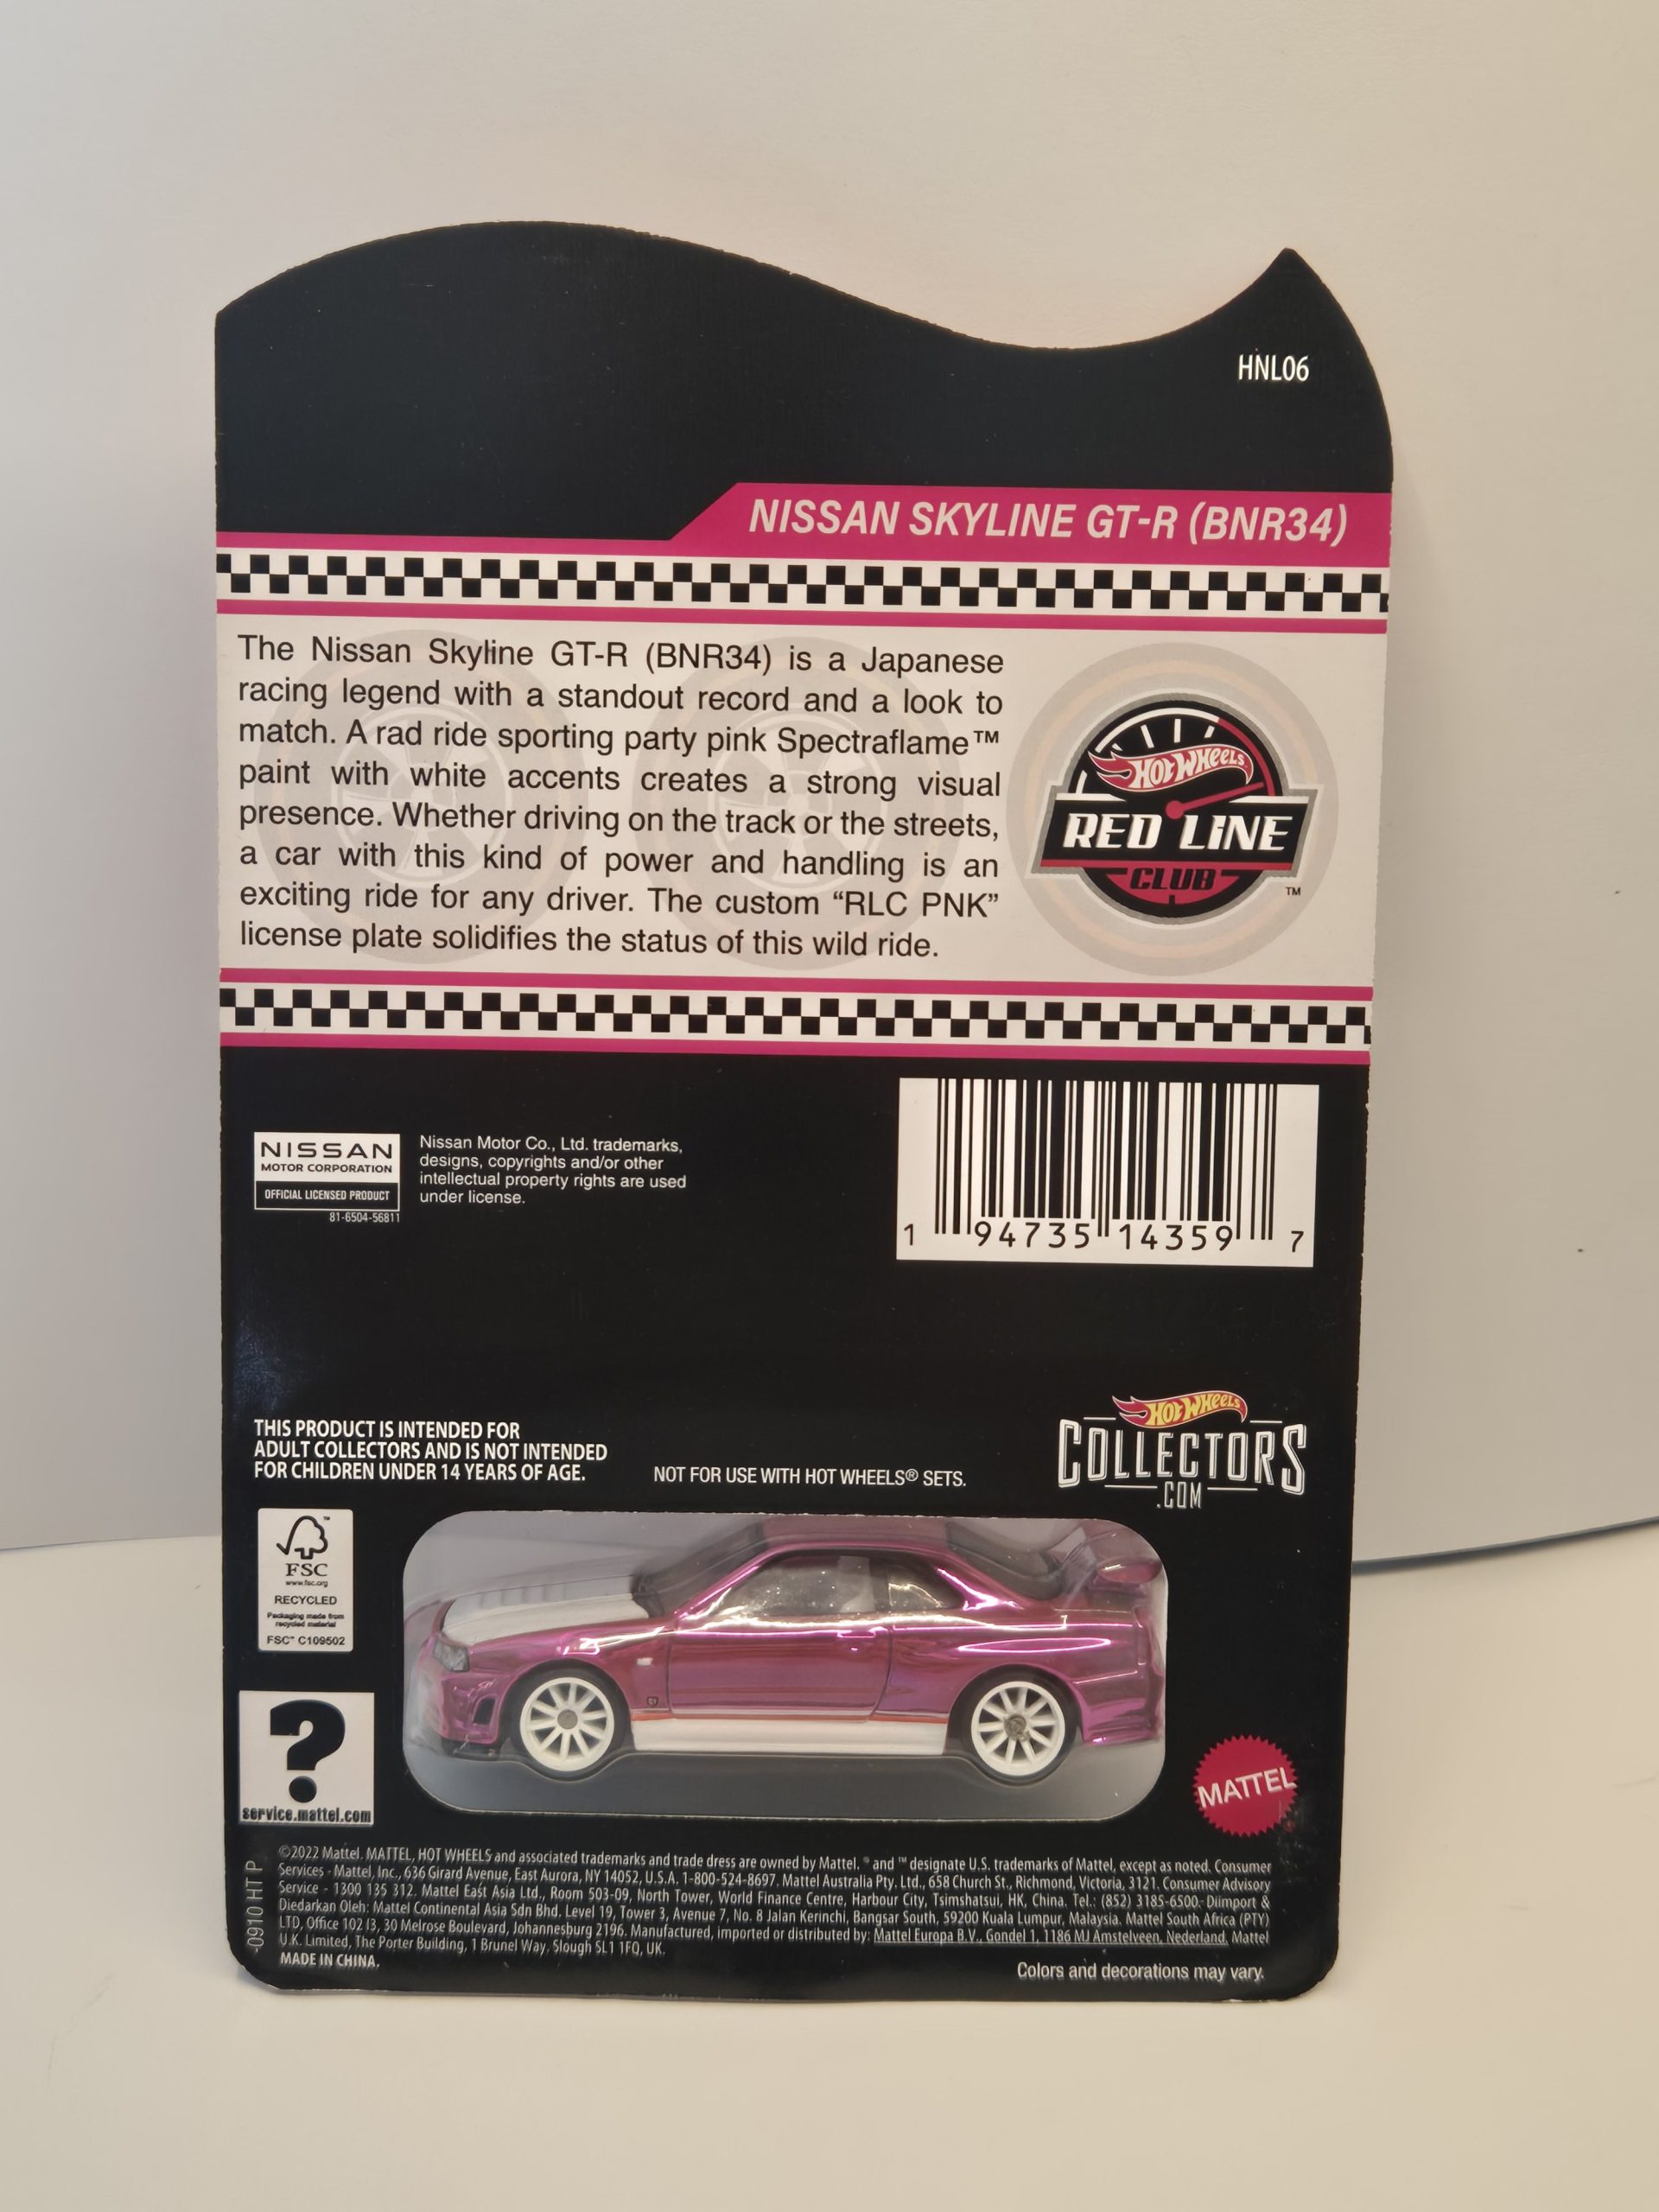 HNL06
NISSAN SKYLINE GT-R (BNR34)
The Nissan Skyline GT-R (BNR34) is a Japanese
racing legend with a standout record and a look to
match. A rad ride sporting party pink Spectraflame™
paint with white accents creates a strong visual
presence. Whether driving on the track or the streets,
a car with this kind of power and handling is an
exciting ride for any driver. The custom “RLC PNK”
license plate solidifies the status of this wild ride.
HOT WHEELS
RED LINE
CLUB ™
NISSAN
MOTOR CORPORATION
OFFICIAL LICENSED PRODUCT
81-6504-56811
Nissan Motor Co., Ltd. trademarks,
designs, copyrights and/or other
intellectual property rights are used
under license.
1 94735 14359 7
THIS PRODUCT IS INTENDED FOR
ADULT COLLECTORS AND IS NOT INTENDED
FOR CHILDREN UNDER 14 YEARS OF AGE.
NOT FOR USE WITH HOT WHEELS® SETS.
HOT WHEELS
COLLECTORS
.COM
™
FSC
www.fsc.org
RECYCLED
Packaging made from
recycled material
FSC™ C109502
?
service.mattel.com
MATTEL
-0910 HT P
©2022 Mattel. MATTEL, HOT WHEELS and associated trademarks and trade dress are owned by Mattel. ® and ™ designate U.S. trademarks of Mattel, except as noted. Consumer
Services - Mattel, Inc., 636 Girard Avenue, East Aurora, NY 14052, U.S.A. 1-800-524-8697. Mattel Australia Pty. Ltd., 658 Church St., Richmond, Victoria, 3121. Consumer Advisory
Service - 1300 135 312. Mattel East Asia Ltd., Room 503-09, North Tower, World Finance Centre, Harbour City, Tsimshatsui, HK, China. Tel.: (852) 3185-6500. Diimport &
Diedarkan Oleh: Mattel Continental Asia Sdn Bhd. Level 19, Tower 3, Avenue 7, No. 8 Jalan Kerinchi, Bangsar South, 59200 Kuala Lumpur, Malaysia. Mattel South Africa (PTY)
LTD, Office 102 I3, 30 Melrose Boulevard, Johannesburg 2196. Manufactured, imported or distributed by: Mattel Europa B.V., Gondel 1, 1186 MJ Amstelveen, Nederland. Mattel
U.K. Limited, The Porter Building, 1 Brunel Way, Slough SL1 1FQ, UK.
MADE IN CHINA.
Colors and decorations may vary.